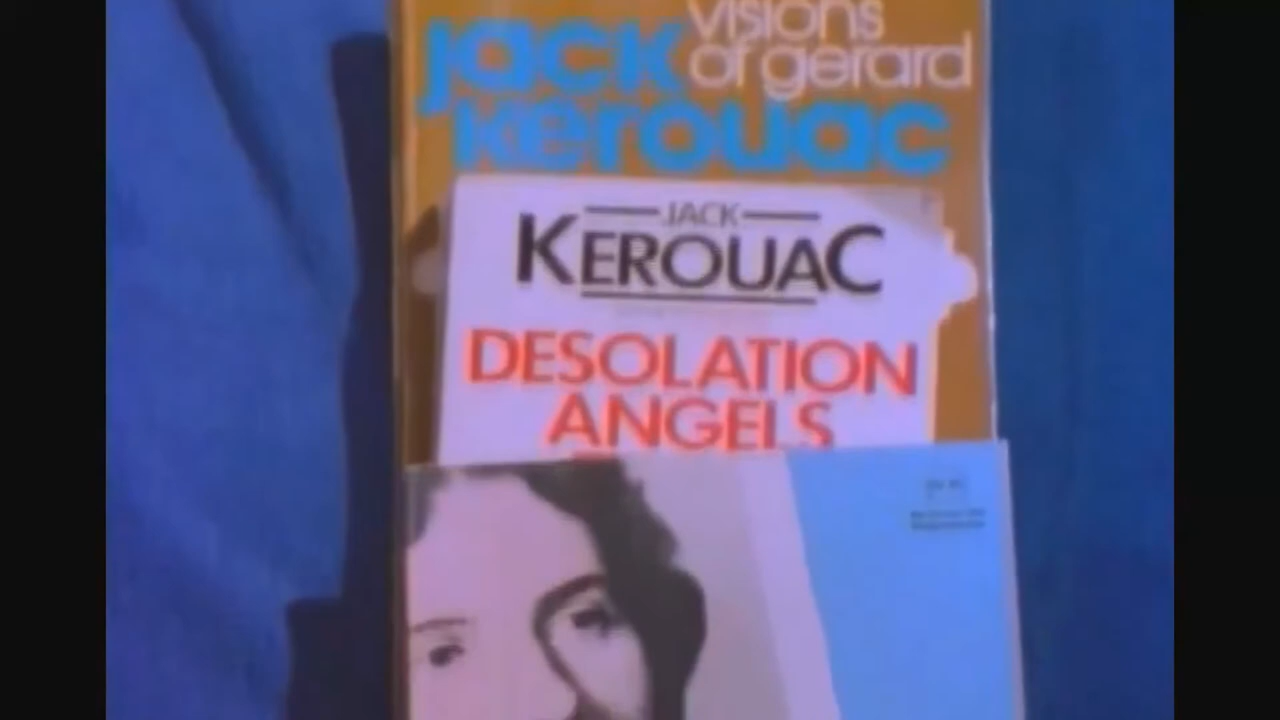 visions
jack of gerard
kerouac
JACK
KEROUAC
DESOLATION
ANGELS